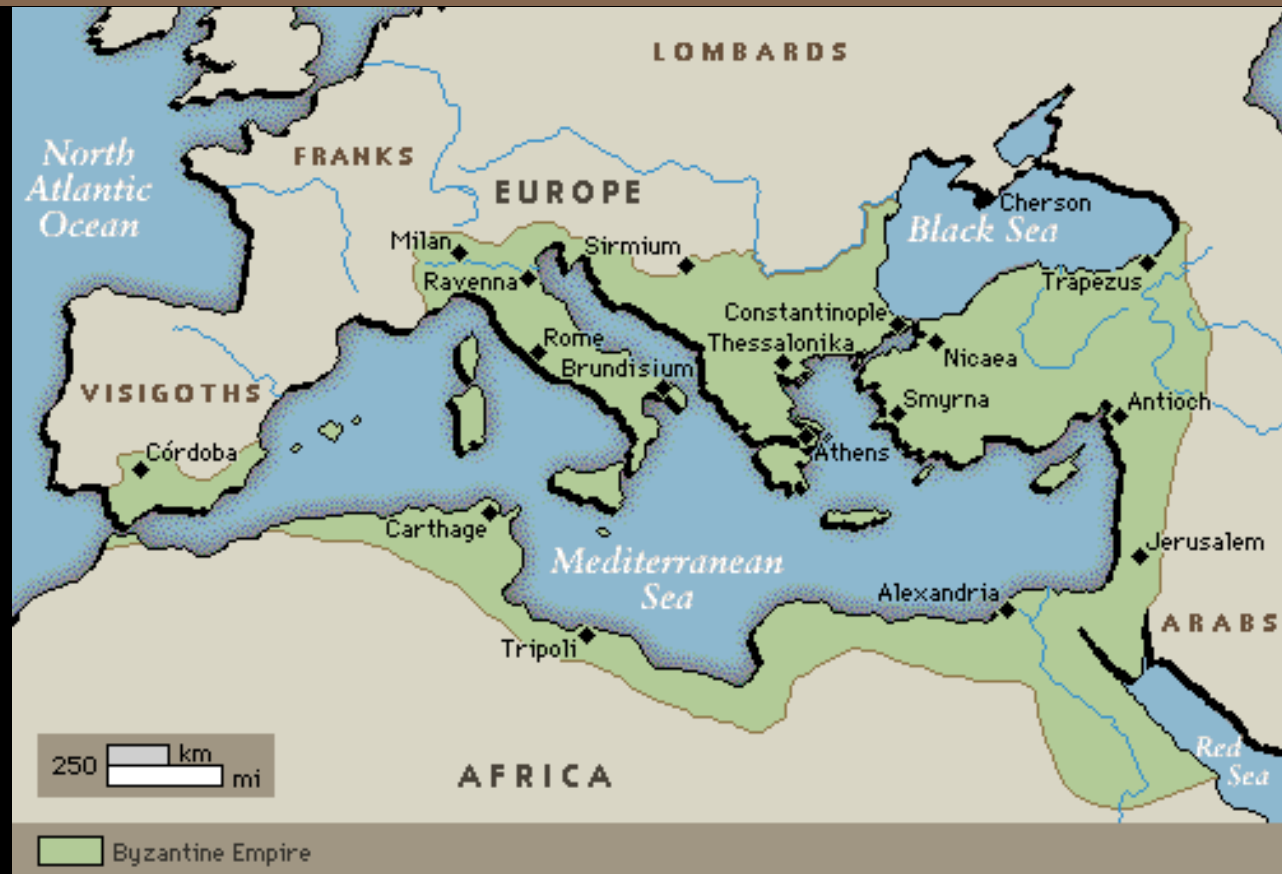 LOMBARDS
North
Atlantic
Ocean
FRANKS
EUROPE
Cherson
Black Sea
Milan
Sirmium
Ravenna
Trapezus
Constantinople
Rome
Thessalonika
Nicaea
Brundisium
VISIGOTHS
Smyrna
Antioch
Córdoba
Athens
Carthage
Jerusalem
Mediterranean
Sea
Alexandria
ARABS
Tripoli
Red
Sea
250 km
mi
AFRICA
Byzantine Empire